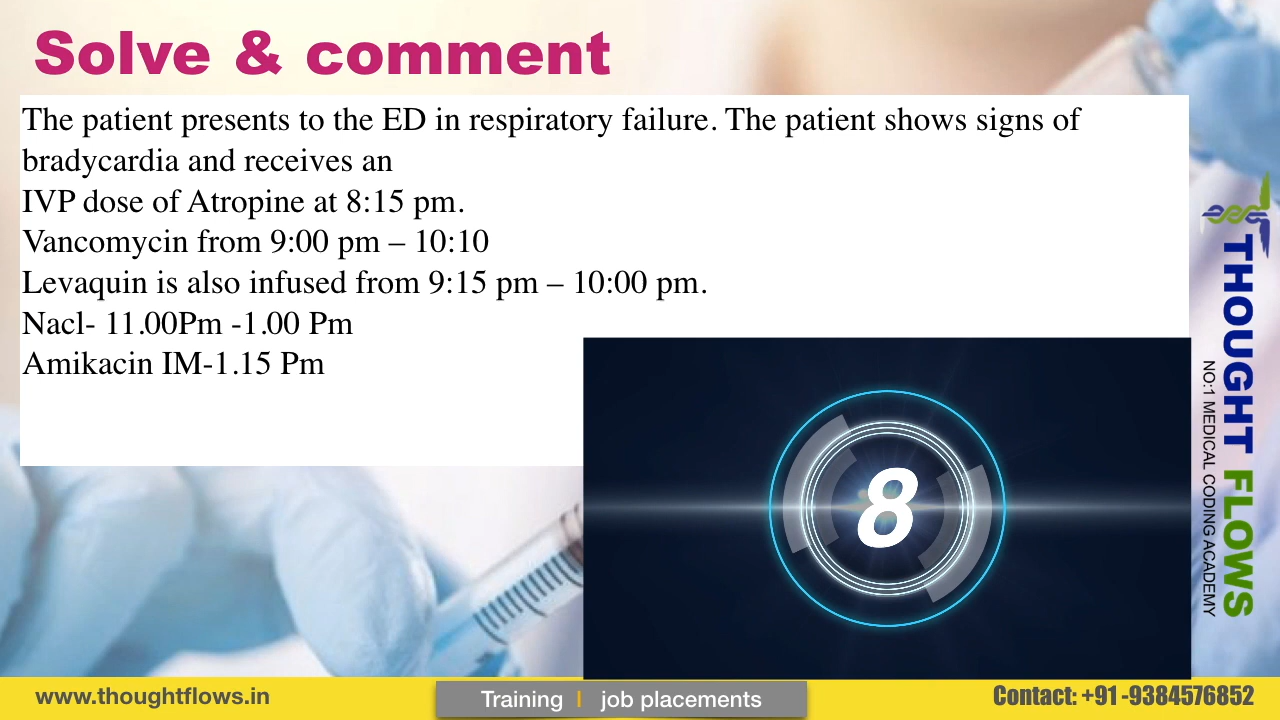 Solve & comment
The patient presents to the ED in respiratory failure. The patient shows signs of
bradycardia and receives an
IVP dose of Atropine at 8:15 pm.
Vancomycin from 9:00 pm – 10:10
Levaquin is also infused from 9:15 pm – 10:00 pm.
Nacl- 11.00Pm -1.00 Pm
Amikacin IM-1.15 Pm
8
THOUGHT FLOWS
NO:1 MEDICAL CODING ACADEMY
www.thoughtflows.in
Training | job placements
Contact: +91 -9384576852